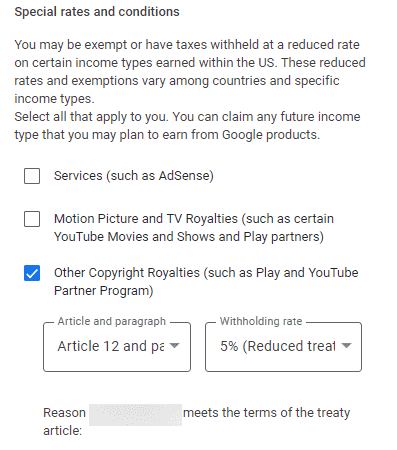 Special rates and conditions
You may be exempt or have taxes withheld at a reduced rate
on certain income types earned within the US. These reduced
rates and exemptions vary among countries and specific
income types.
Select all that apply to you. You can claim any future income
type that you may plan to earn from Google products.
Services (such as AdSense)
Motion Picture and TV Royalties (such as certain
YouTube Movies and Shows and Play partners)
Other Copyright Royalties (such as Play and YouTube
Partner Program)
Article and paragraph
Withholding rate
Article 12 and pa
5% (Reduced treat
Reason meets the terms of the treaty
article: